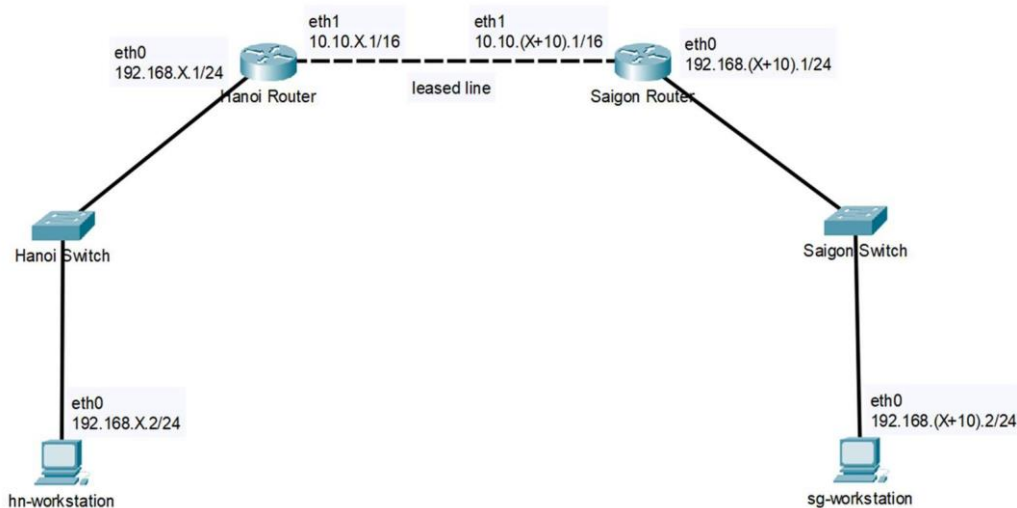 eth1
10.10.X.1/16
eth1
10.10.(X+10).1/16
eth0
192.168.X.1/24
eth0
192.168.(X+10).1/24
leased line
Hanoi Router
Saigon Router
Hanoi Switch
Saigon Switch
eth0
192.168.X.2/24
eth0
192.168.(X+10).2/24
hn-workstation
sg-workstation